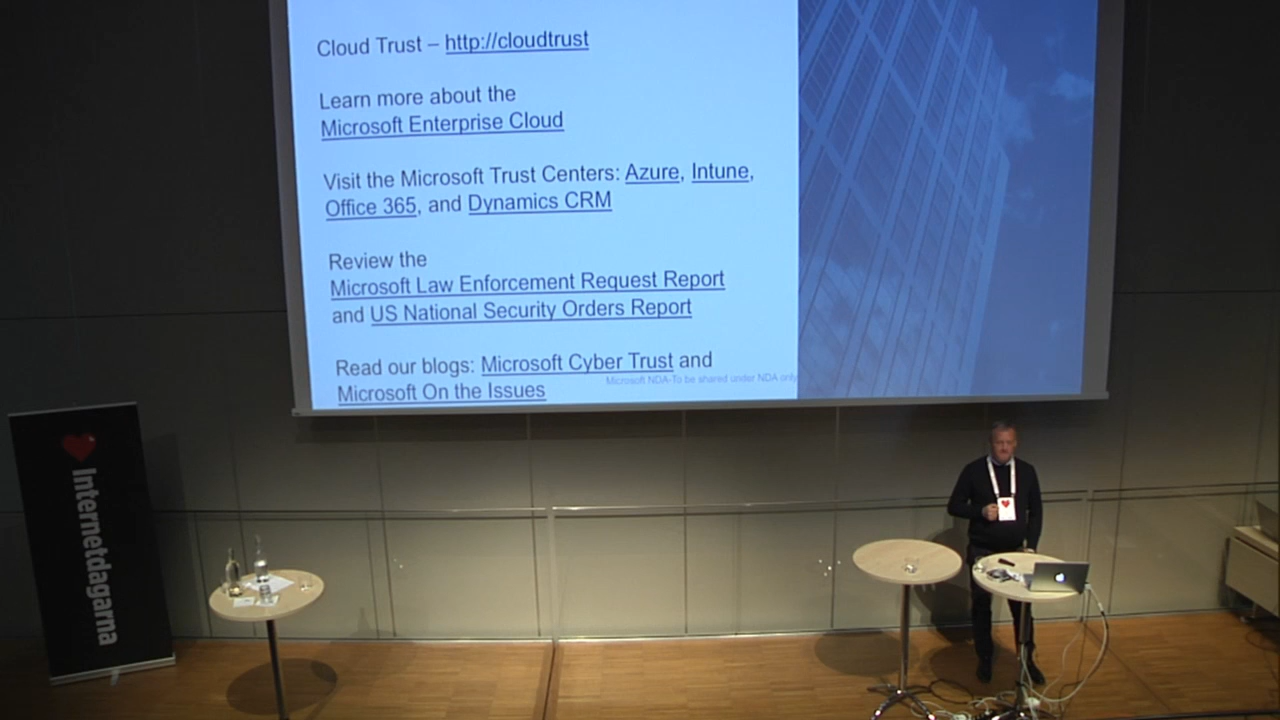 Cloud Trust – http://cloudtrust
Learn more about the
Microsoft Enterprise Cloud
Visit the Microsoft Trust Centers: Azure, Intune,
Office 365, and Dynamics CRM
Review the
Microsoft Law Enforcement Request Report
and US National Security Orders Report
Read our blogs: Microsoft Cyber Trust and
Microsoft On the Issues
Microsoft NDA-To be shared under NDA only
Internetdagarna